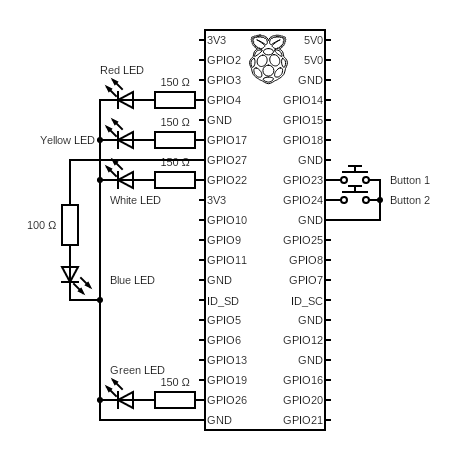 3V3 5V0
GPIO2 5V0
Red LED
150 Ω
GPIO3 GND
GPIO4 GPIO14
GND GPIO15
Yellow LED
GPIO17 GPIO18
150 Ω
GPIO27 GND
GPIO22 GPIO23
Button 1
White LED
3V3 GPIO24
Button 2
GPIO10 GND
100 Ω
GPIO9 GPIO25
GPIO11 GPIO8
Blue LED
GND GPIO7
ID_SD ID_SC
GPIO5 GND
GPIO6 GPIO12
GPIO13 GND
Green LED
150 Ω
GPIO19 GPIO16
GPIO26 GPIO20
GND GPIO21
150 Ω